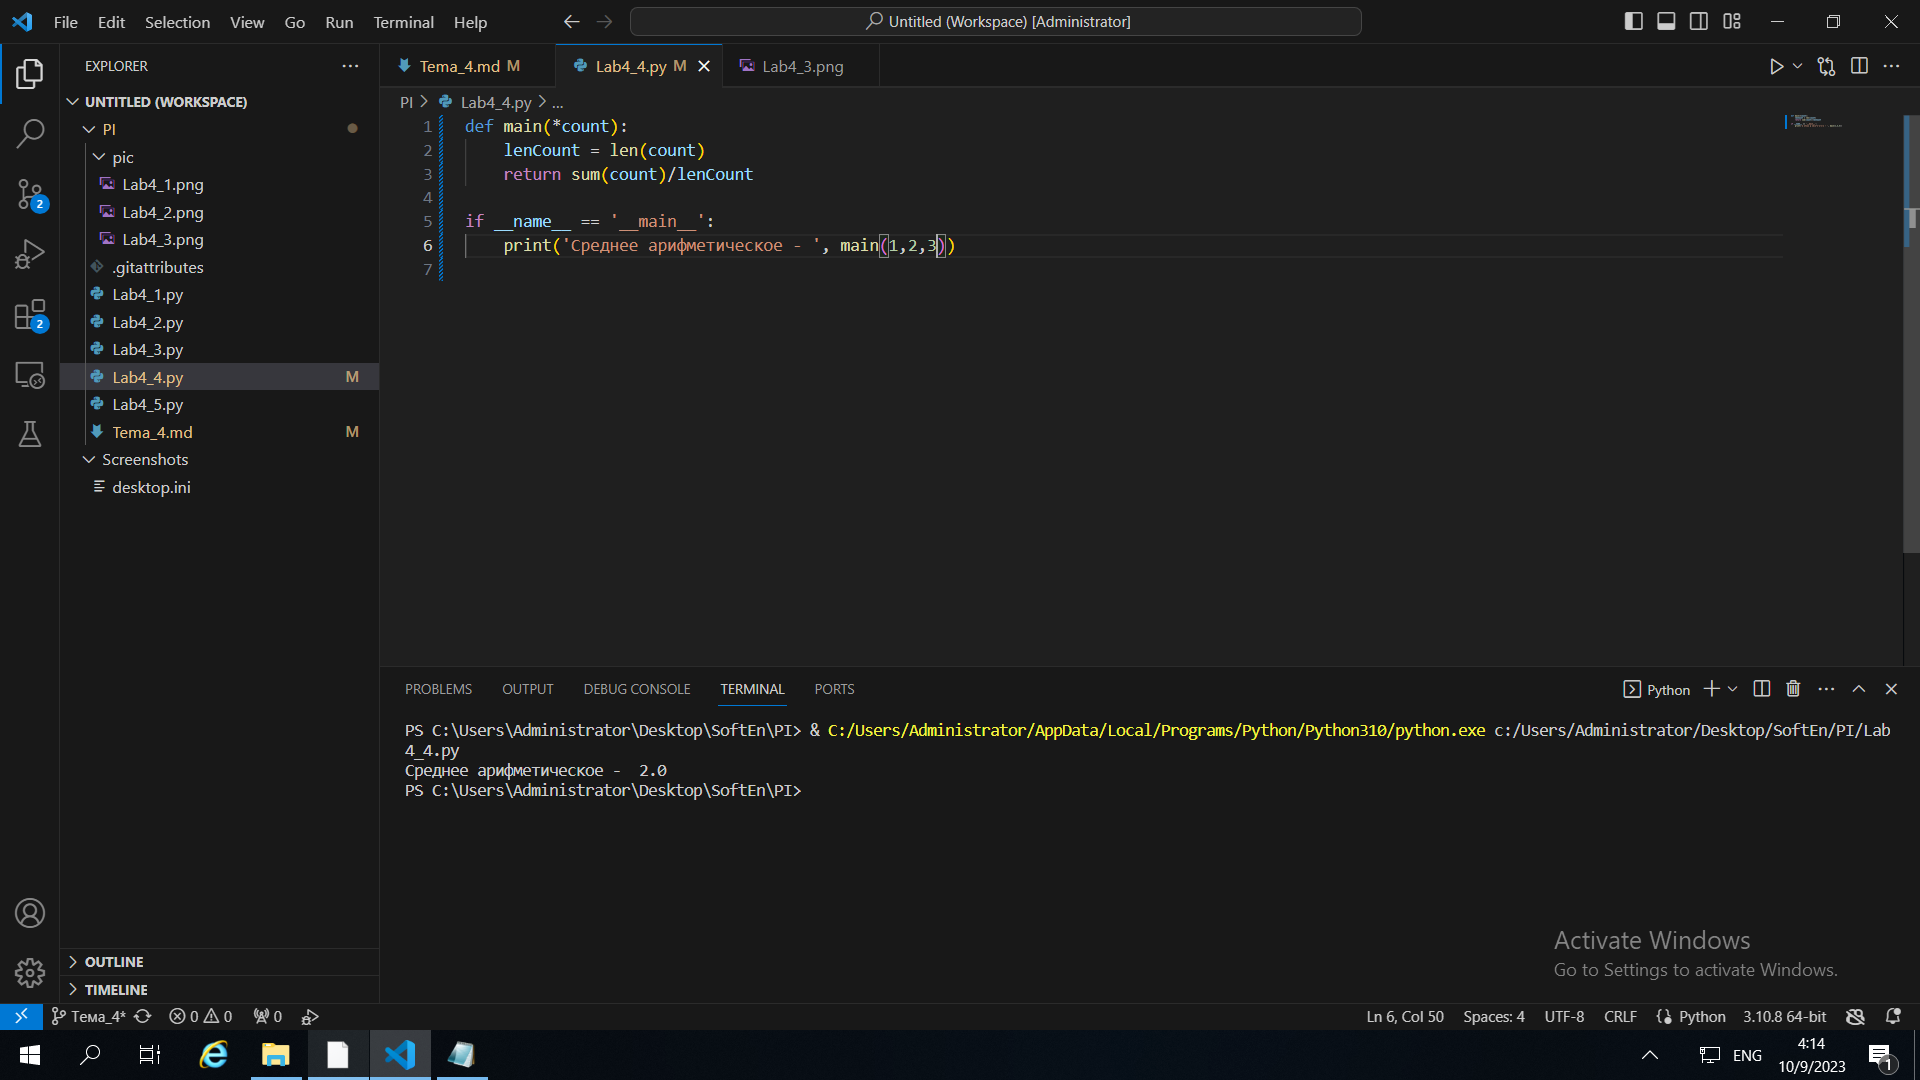 File Edit Selection View Go Run Terminal Help
Untitled (Workspace) [Administrator]
EXPLORER
UNTITLED (WORKSPACE)
PI
pic
Lab4_1.png
Lab4_2.png
Lab4_3.png
.gitattributes
Lab4_1.py
Lab4_2.py
Lab4_3.py
Lab4_4.py M
Lab4_5.py
Tema_4.md M
Screenshots
desktop.ini
OUTLINE
TIMELINE
2
2
Tema_4.md M
Lab4_4.py M
Lab4_3.png
PI > Lab4_4.py > ...
1 def main(*count):
2 lenCount = len(count)
3 return sum(count)/lenCount
4
5 if __name__ == '__main__':
6 print('Среднее арифметическое - ', main(1,2,3))
7
PROBLEMS OUTPUT DEBUG CONSOLE TERMINAL PORTS
Python
PS C:\Users\Administrator\Desktop\SoftEn\PI> & C:/Users/Administrator/AppData/Local/Programs/Python/Python310/python.exe c:/Users/Administrator/Desktop/SoftEn/PI/Lab
4_4.py
Среднее арифметическое -  2.0
PS C:\Users\Administrator\Desktop\SoftEn\PI>
Activate Windows
Go to Settings to activate Windows.
Тема_4* 0 0 0
Ln 6, Col 50 Spaces: 4 UTF-8 CRLF Python 3.10.8 64-bit
ENG
4:14
10/9/2023
1